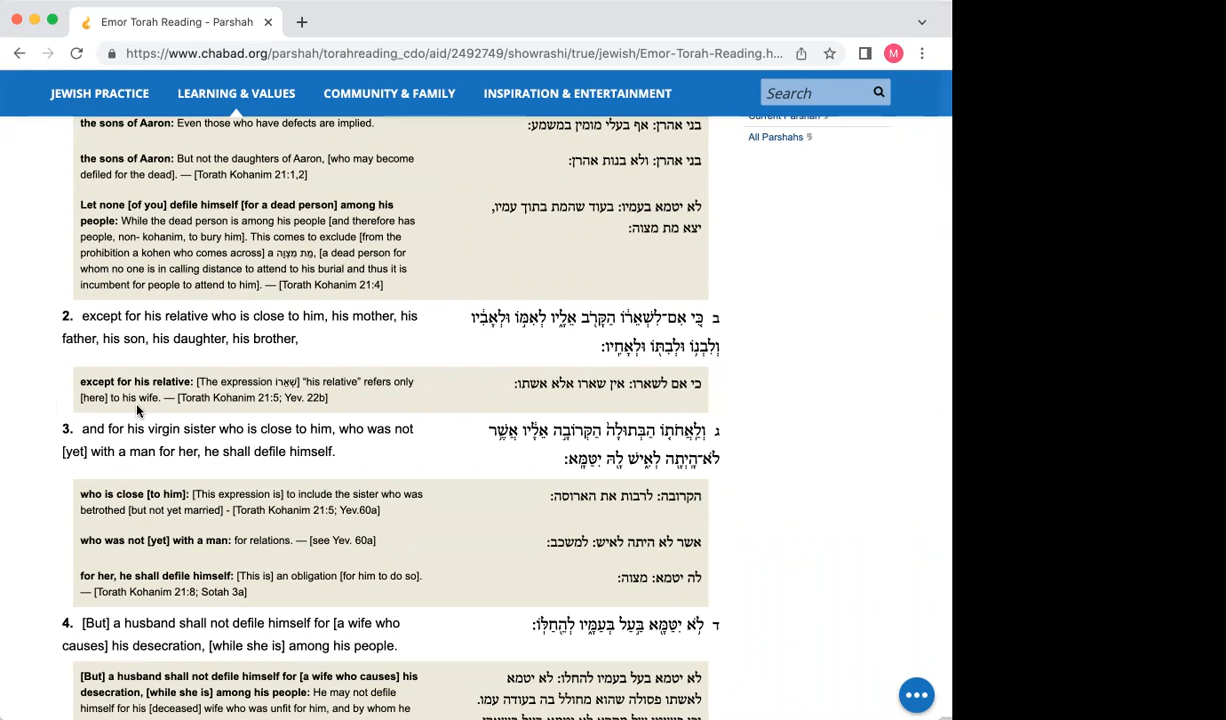 Emor Torah Reading - Parshah
https://www.chabad.org/parshah/torahreading_cdo/aid/2492749/showrashi/true/jewish/Emor-Torah-Reading.h...
M
JEWISH PRACTICE LEARNING & VALUES COMMUNITY & FAMILY INSPIRATION & ENTERTAINMENT Search
Current Parshah
All Parshahs
the sons of Aaron: Even those who have defects are implied.
בני אהרן: אף בעלי מומין במשמע:
the sons of Aaron: But not the daughters of Aaron, [who may become
defiled for the dead]. — [Torath Kohanim 21:1,2]
בני אהרן: ולא בנות אהרן:
Let none [of you] defile himself [for a dead person] among his
people: While the dead person is among his people [and therefore has
people, non- kohanim, to bury him]. This comes to exclude [from the
prohibition a kohen who comes across] a מֵת מִצְוָה, [a dead person for
whom no one is in calling distance to attend to his burial and thus it is
incumbent for people to attend to him]. — [Torath Kohanim 21:4]
לא יטמא בעמיו: בעוד שהמת בתוך עמיו,
יצא מת מצוה:
2. except for his relative who is close to him, his mother, his
father, his son, his daughter, his brother,
ב כִּ֚י אִם־לִשְׁאֵר֔וֹ הַקָּרֹ֖ב אֵלָ֑יו לְאִמּ֣וֹ וּלְאָבִ֔יו
וְלִבְנ֥וֹ וּלְבִתּ֖וֹ וּלְאָחִֽיו:
except for his relative: [The expression שְׁאֵרוֹ] “his relative” refers only
[here] to his wife. — [Torath Kohanim 21:5; Yev. 22b]
כי אם לשארו: אין שארו אלא אשתו:
3. and for his virgin sister who is close to him, who was not
[yet] with a man for her, he shall defile himself.
ג וְלַֽאֲחֹת֤וֹ הַבְּתוּלָה֙ הַקְּרוֹבָ֣ה אֵלָ֔יו אֲשֶׁ֥ר
לֹא־הָֽיְתָ֖ה לְאִ֑ישׁ לָ֖הּ יִטַּמָּֽא:
who is close [to him]: [This expression is] to include the sister who was
betrothed [but not yet married] - [Torath Kohanim 21:5; Yev.60a]
הקרובה: לרבות את הארוסה:
who was not [yet] with a man: for relations. — [see Yev. 60a]
אשר לא היתה לאיש: למשכב:
for her, he shall defile himself: [This is] an obligation [for him to do so].
— [Torath Kohanim 21:8; Sotah 3a]
לה יטמא: מצוה:
4. [But] a husband shall not defile himself for [a wife who
causes] his desecration, [while she is] among his people.
ד לֹ֥א יִטַּמָּ֖א בַּ֣עַל בְּעַמָּ֑יו לְהֵ֖חַלּֽוֹ:
[But] a husband shall not defile himself for [a wife who causes] his
desecration, [while she is] among his people: He may not defile
himself for his [deceased] wife who was unfit for him, and by whom he
לא יטמא בעל בעמיו להחלו: לא יטמא
לאשתו פסולה שהוא מחולל בה בעודה עמו.